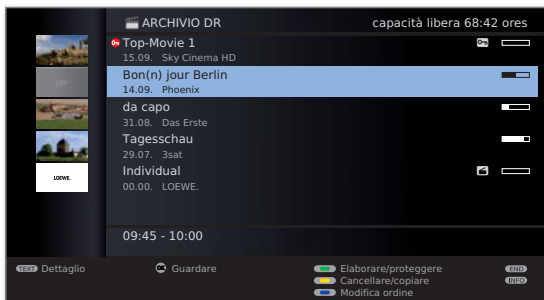 ARCHIVIO DR capacità libera 68:42 ores
Top-Movie 1
15.09. Sky Cinema HD
Bon(n) jour Berlin
14.09. Phoenix
da capo
31.08. Das Erste
Tagesschau
29.07. 3sat
Individual
LOEWE.
00.00. LOEWE.
09:45 - 10:00
TEXT Dettaglio OK Guardare Elaborare/proteggere END
Cancellare/copiare INFO
Modifica ordine